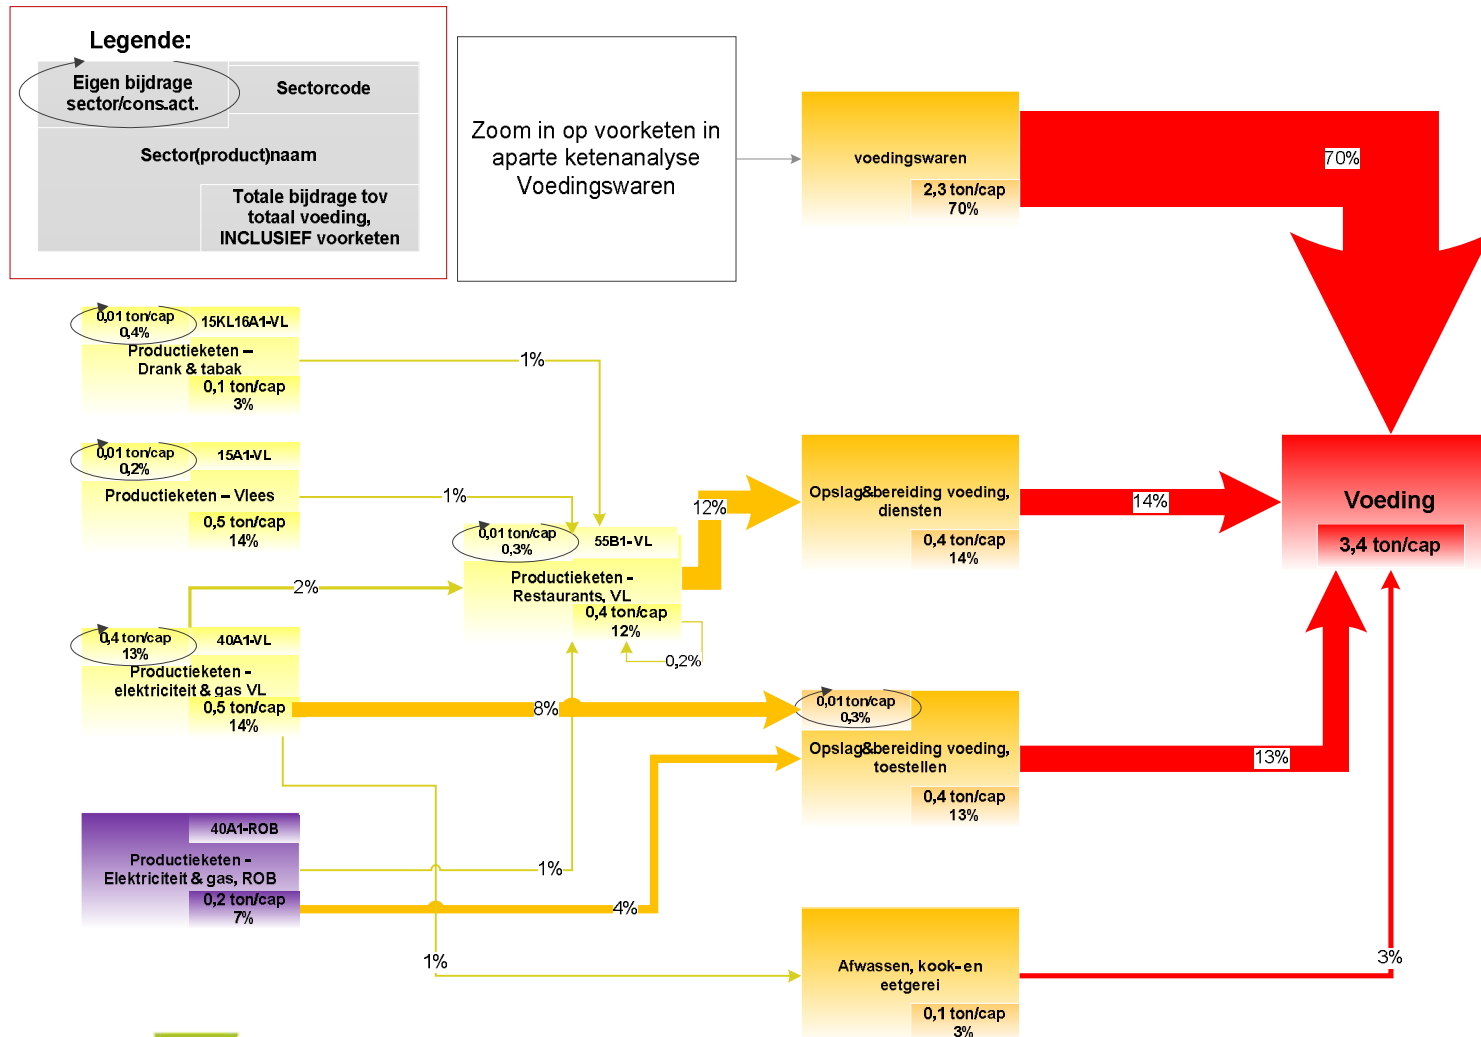 Legende:
Eigen bijdrage
sector/cons.act.
Sectorcode
Sector(product)naam
Totale bijdrage tov
totaal voeding,
INCLUSIEF voorketen
Zoom in op voorketen in
aparte ketenanalyse
Voedingswaren
voedingswaren
2,3 ton/cap
70%
70%
0,01 ton/cap
0,4%
15KL16A1-VL
Productieketen –
Drank & tabak
0,1 ton/cap
3%
1%
0,01 ton/cap
0,2%
15A1-VL
Productieketen – Vlees
0,5 ton/cap
14%
1%
0,01 ton/cap
0,3%
55B1-VL
Productieketen -
Restaurants, VL
0,4 ton/cap
12%
0,2%
12%
Opslag&bereiding voeding,
diensten
0,4 ton/cap
14%
14%
Voeding
3,4 ton/cap
2%
0,4 ton/cap
13%
40A1-VL
Productieketen -
elektriciteit & gas VL
0,5 ton/cap
14%
8%
0,01 ton/cap
0,3%
Opslag&bereiding voeding,
toestellen
0,4 ton/cap
13%
13%
40A1-ROB
Productieketen -
Elektriciteit & gas, ROB
0,2 ton/cap
7%
1%
4%
1%
Afwassen, kook- en
eetgerei
0,1 ton/cap
3%
3%